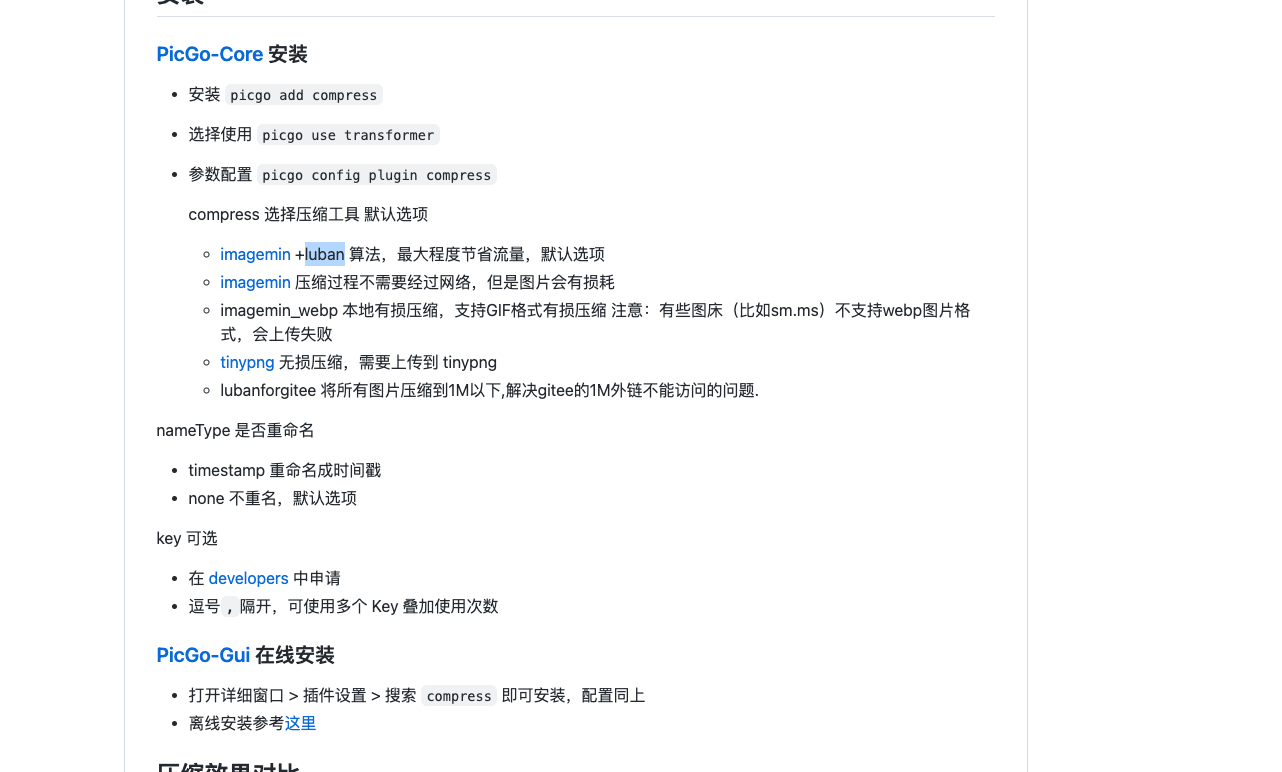 安装
PicGo-Core 安装
安装 picgo add compress
选择使用 picgo use transformer
参数配置 picgo config plugin compress
compress 选择压缩工具 默认选项
imagemin +luban 算法，最大程度节省流量，默认选项
imagemin 压缩过程不需要经过网络，但是图片会有损耗
imagemin_webp 本地有损压缩，支持GIF格式有损压缩 注意：有些图床（比如sm.ms）不支持webp图片格
式，会上传失败
tinypng 无损压缩，需要上传到 tinypng
lubanforgitee 将所有图片压缩到1M以下,解决gitee的1M外链不能访问的问题.
nameType 是否重命名
timestamp 重命名成时间戳
none 不重名，默认选项
key 可选
在 developers 中申请
逗号 , 隔开，可使用多个 Key 叠加使用次数
PicGo-Gui 在线安装
打开详细窗口 > 插件设置 > 搜索 compress 即可安装，配置同上
离线安装参考这里
压缩效果对比